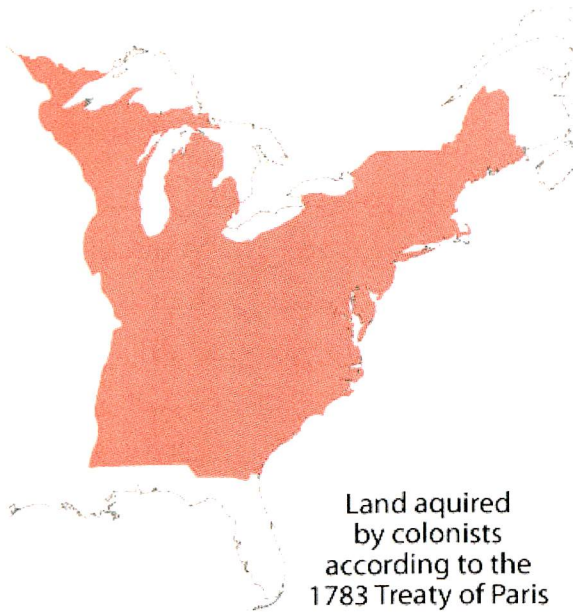 Land aquired
by colonists
according to the
1783 Treaty of Paris